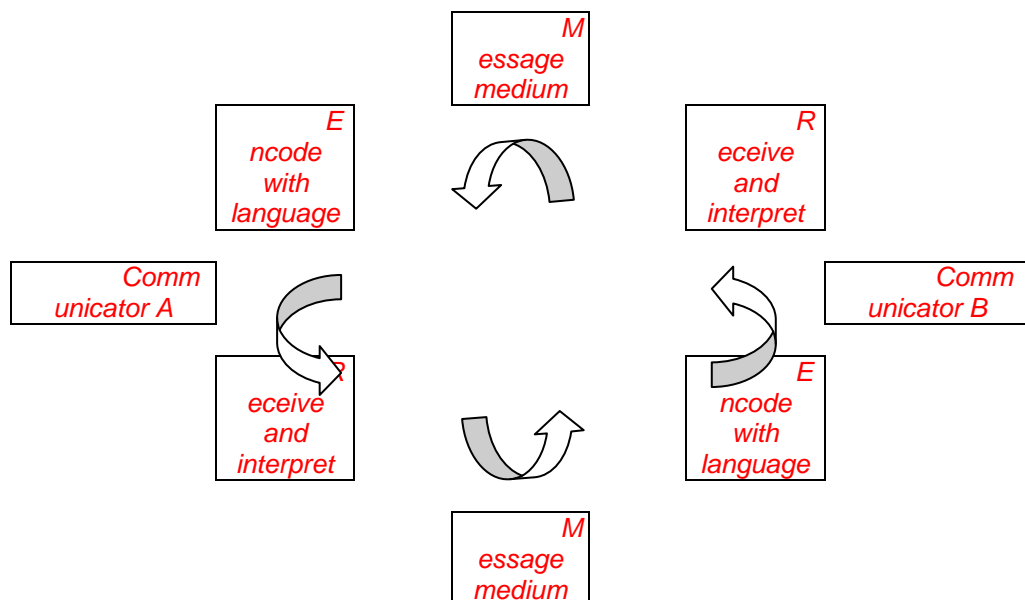 M
essage
medium
E
ncode
with
language
R
eceive
and
interpret
Comm
unicator A
Comm
unicator B
R
eceive
and
interpret
E
ncode
with
language
M
essage
medium